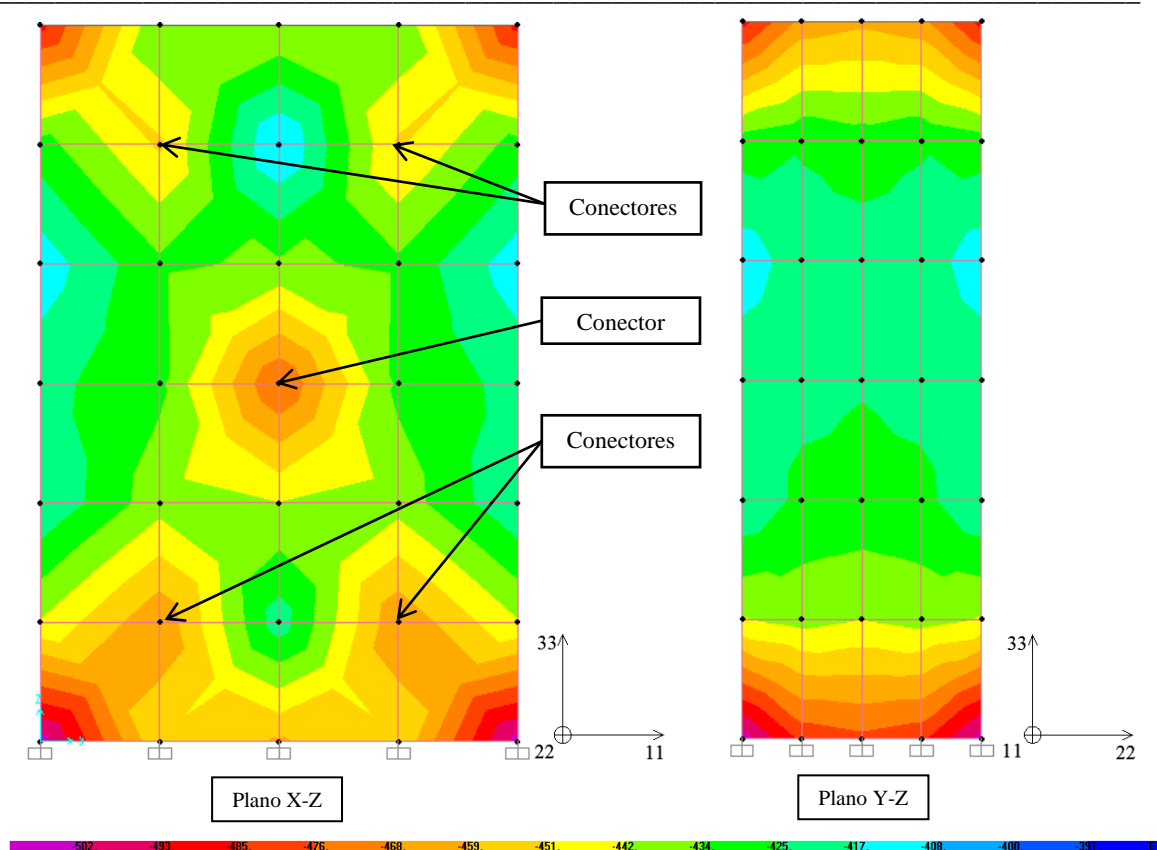 Conectores
Conector
Conectores
33
22
11
33
11
22
Z
X
Plano X-Z
Plano Y-Z
-502. -493. -485. -476. -468. -459. -451. -442. -434. -425. -417. -408. -400. -391.